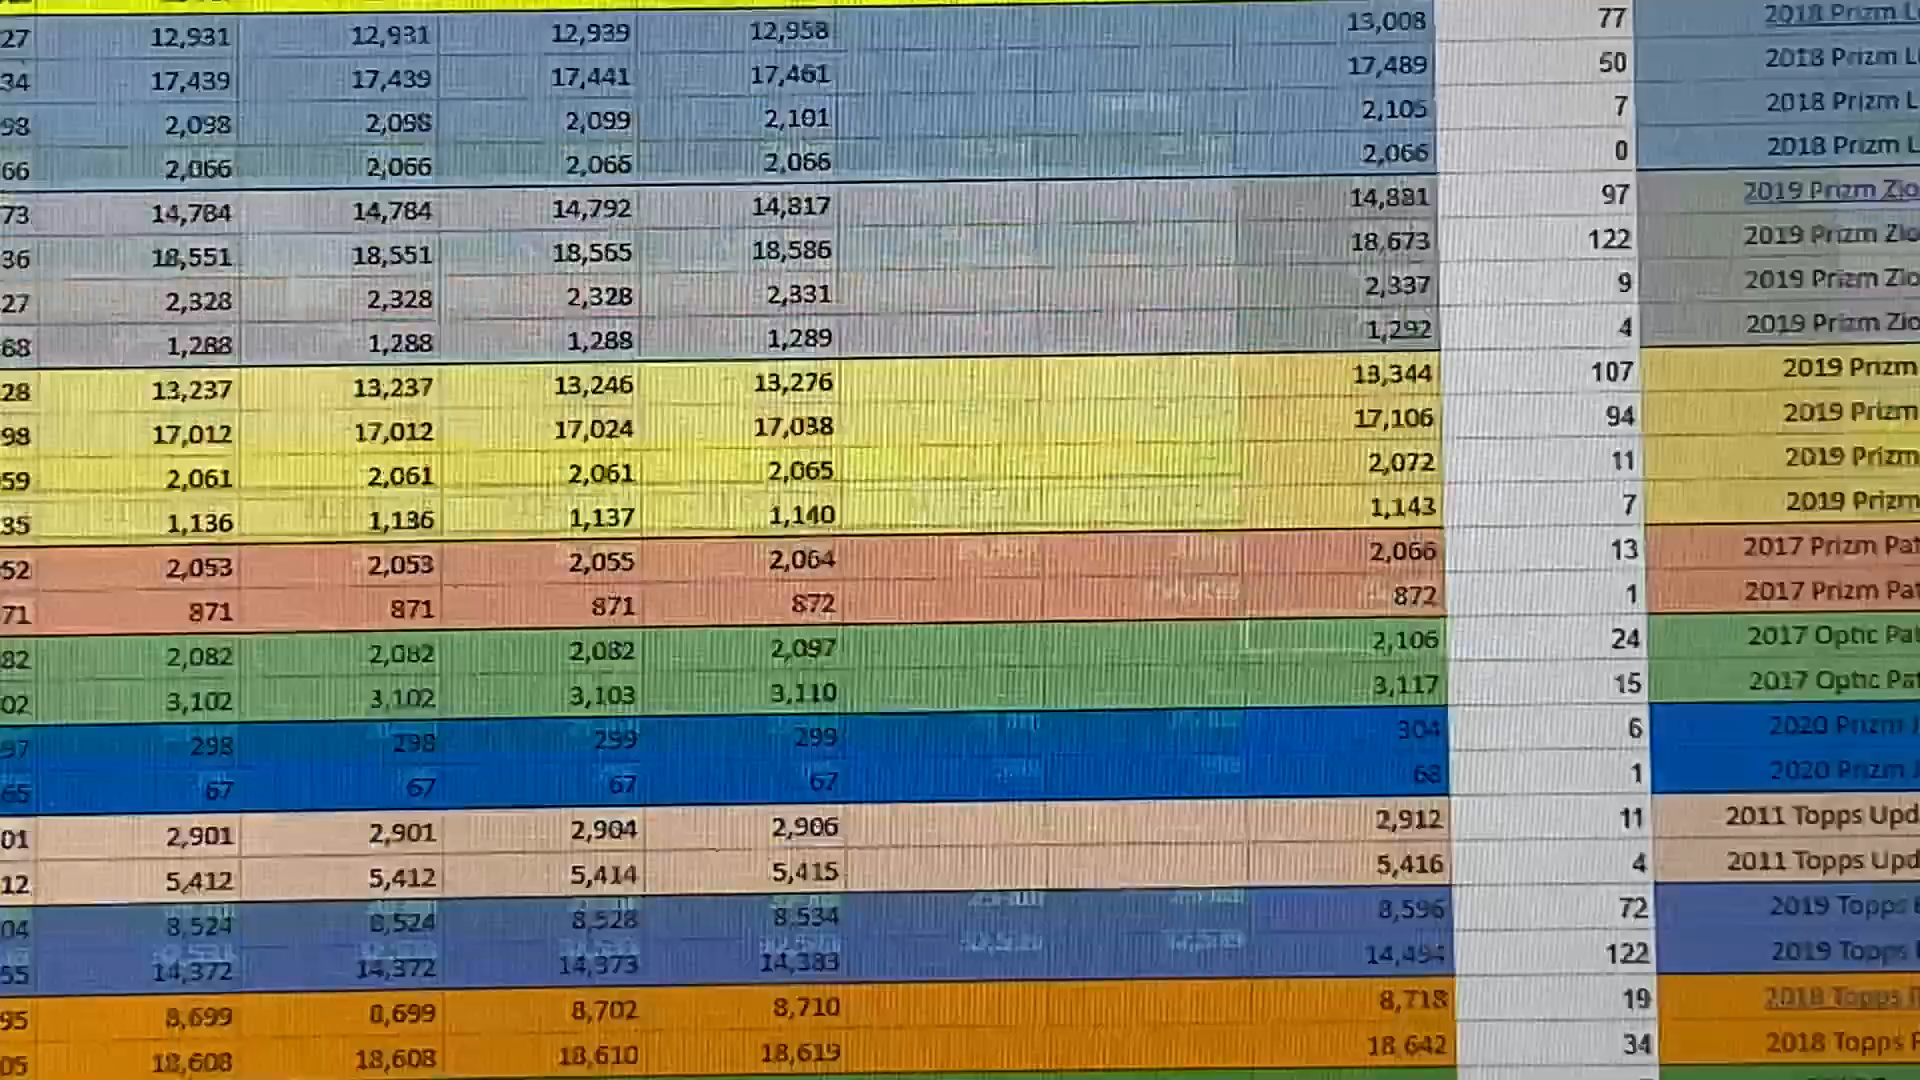 27 12,931 12,931 12,939 12,958 13,008 77 2018 Prizm L
34 17,439 17,439 17,441 17,461 17,489 50 2018 Prizm L
98 2,098 2,098 2,099 2,101 2,105 7 2018 Prizm L
66 2,066 2,066 2,066 2,066 2,066 0 2018 Prizm L
73 14,784 14,784 14,792 14,817 14,881 97 2019 Prizm Zio
36 18,551 18,551 18,565 18,586 18,673 122 2019 Prizm Zio
27 2,328 2,328 2,328 2,331 2,337 9 2019 Prizm Zio
68 1,288 1,288 1,288 1,289 1,292 4 2019 Prizm Zio
28 13,237 13,237 13,246 13,276 13,344 107 2019 Prizm
98 17,012 17,012 17,024 17,038 17,106 94 2019 Prizm
59 2,061 2,061 2,061 2,065 2,072 11 2019 Prizm
35 1,136 1,136 1,137 1,140 1,143 7 2019 Prizm
52 2,053 2,053 2,055 2,064 2,066 13 2017 Prizm Pat
71 871 871 871 872 872 1 2017 Prizm Pat
82 2,082 2,082 2,082 2,097 2,106 24 2017 Optic Pat
02 3,102 3,102 3,103 3,110 3,117 15 2017 Optic Pat
97 298 298 299 299 304 6 2020 Prizm J
65 67 67 67 67 68 1 2020 Prizm J
01 2,901 2,901 2,904 2,906 2,912 11 2011 Topps Upd
12 5,412 5,412 5,414 5,415 5,416 4 2011 Topps Upd
04 8,524 8,524 8,528 8,534 8,596 72 2019 Topps
55 14,372 14,372 14,373 14,383 14,494 122 2019 Topps
95 8,699 8,699 8,702 8,710 8,718 19 2018 Topps
05 18,608 18,608 18,610 18,619 18,642 34 2018 Topps